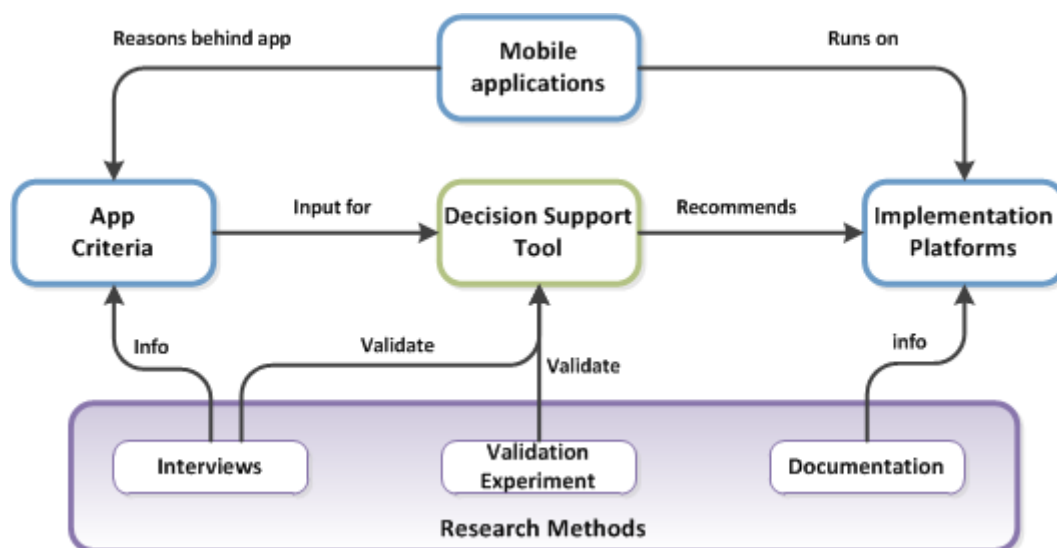 Reasons behind app
Mobile
applications
Runs on
App
Criteria
Input for
Decision Support
Tool
Recommends
Implementation
Platforms
Info
Validate
Validate
info
Interviews
Validation
Experiment
Documentation
Research Methods